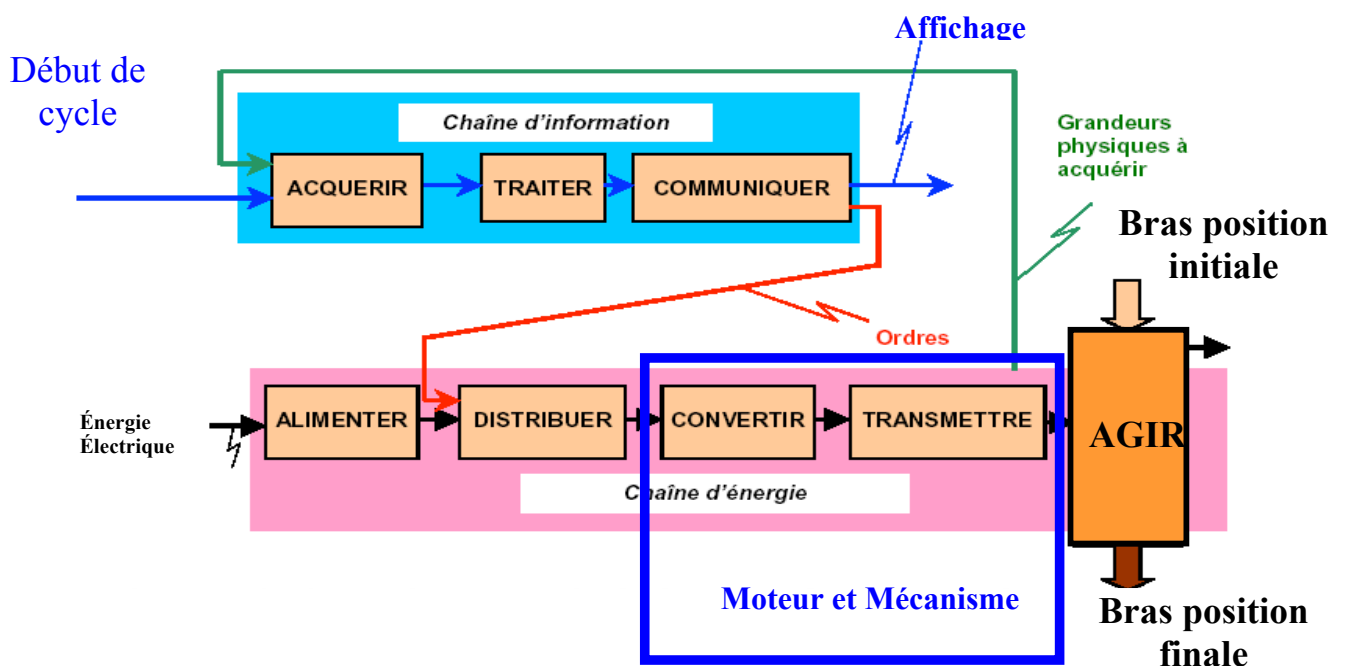 Affichage
Début de
cycle
Chaîne d'information
Grandeurs
physiques à
acquérir
ACQUERIR
TRAITER
COMMUNIQUER
Bras position
initiale
Ordres
Énergie
Électrique
ALIMENTER
DISTRIBUER
CONVERTIR
TRANSMETTRE
AGIR
Chaîne d'énergie
Moteur et Mécanisme
Bras position
finale